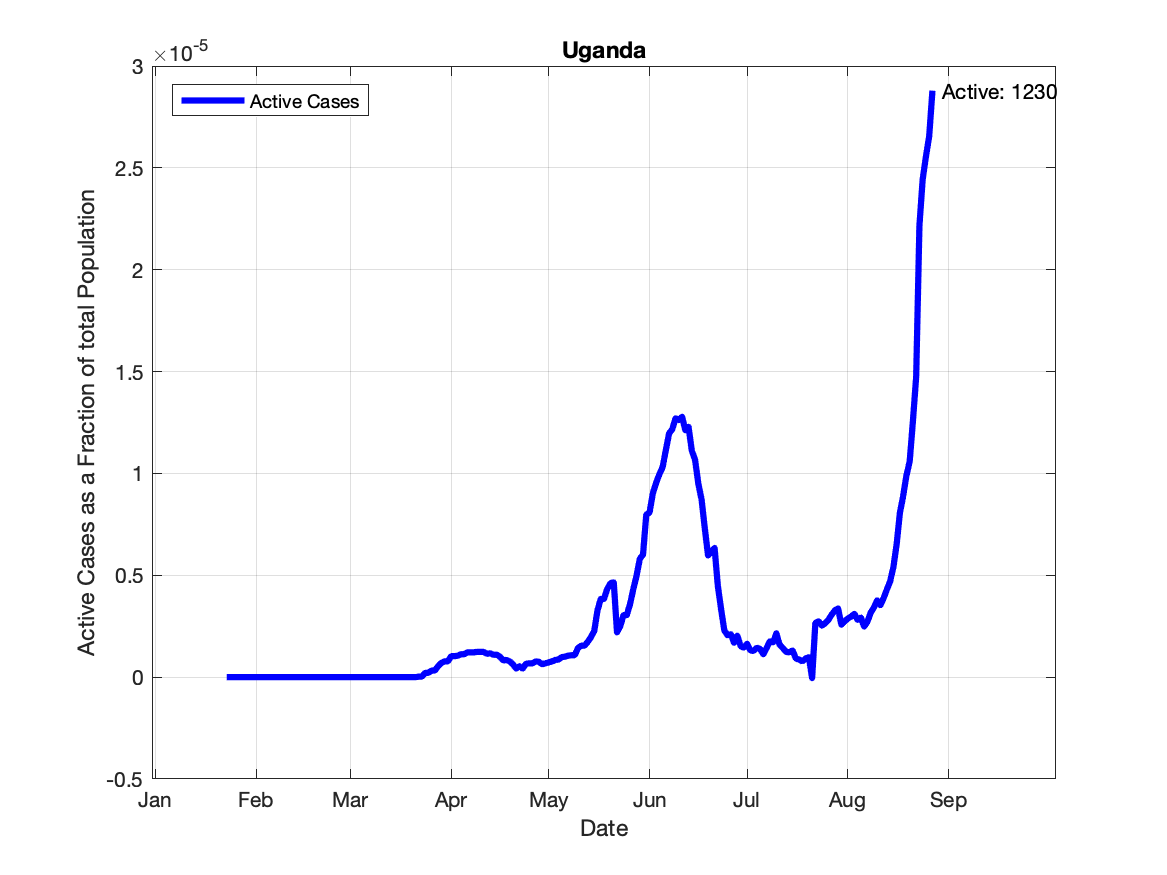 Uganda
×10-5
3
2.5
2
1.5
1
0.5
0
-0.5
Active Cases as a Fraction of total Population
Active Cases
Active: 1230
Jan Feb Mar Apr May Jun Jul Aug Sep
Date